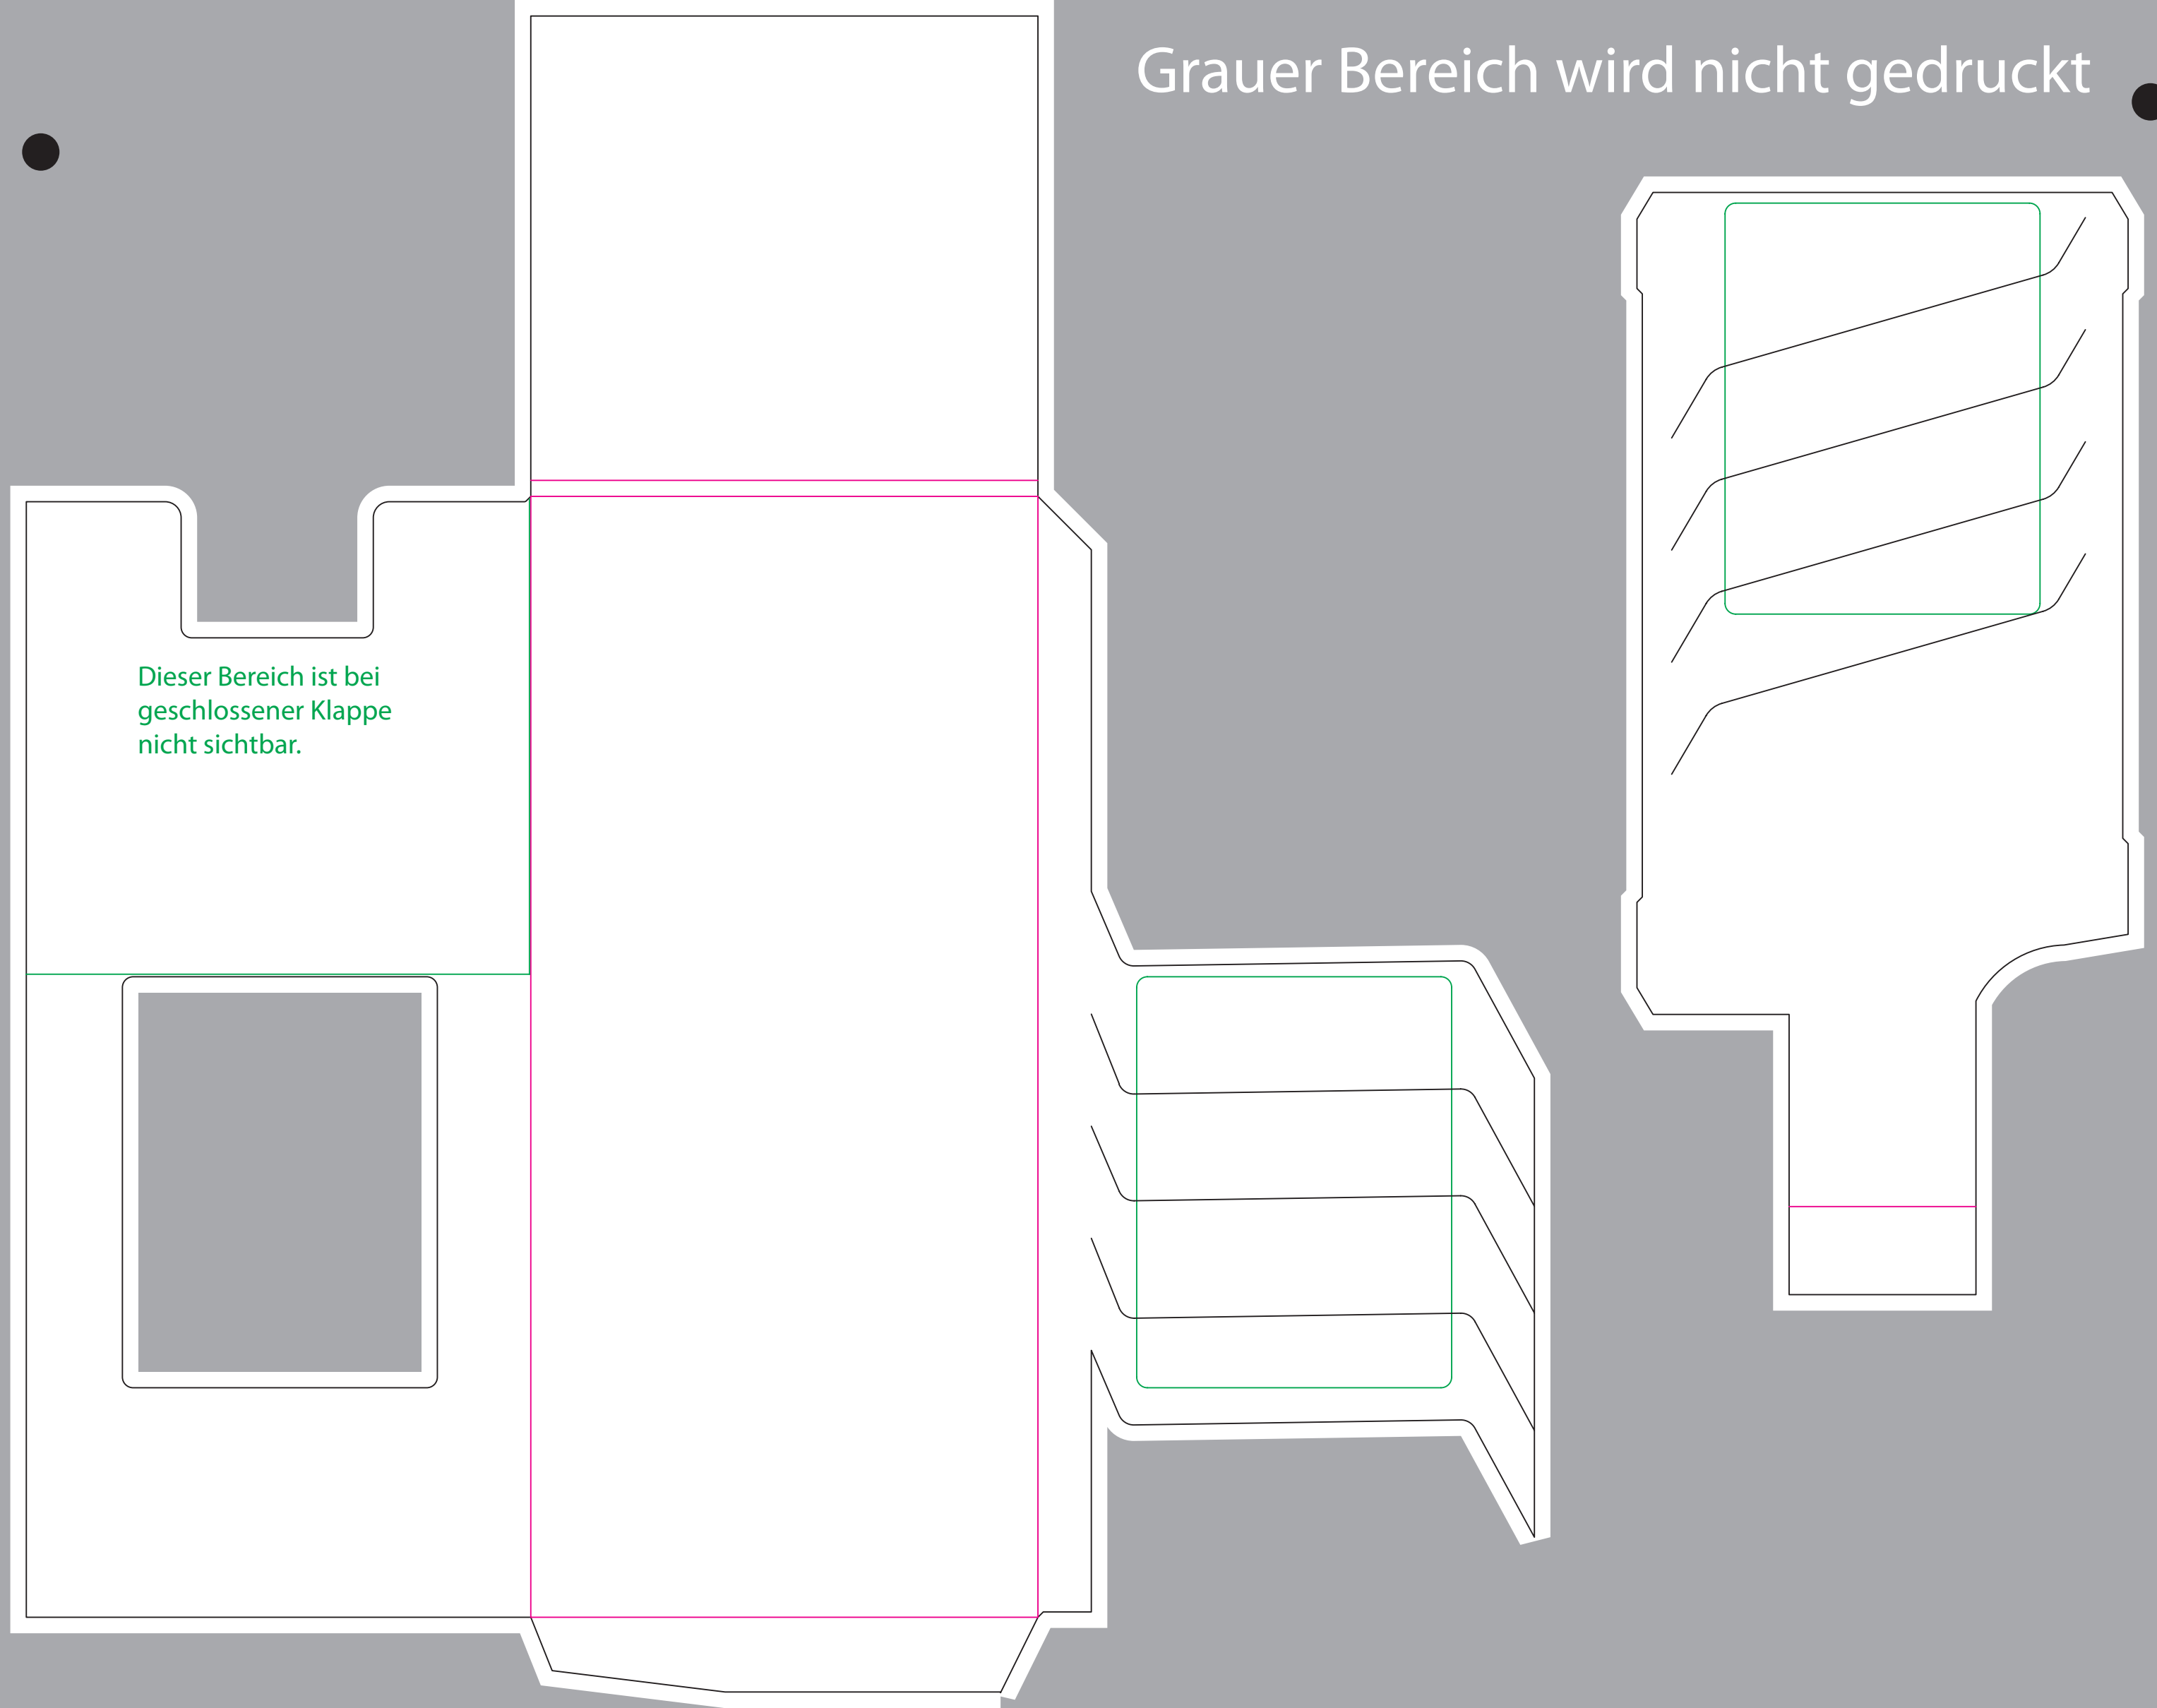 Grauer Bereich wird nicht gedruckt
Dieser Bereich ist bei
geschlossener Klappe
nicht sichtbar.